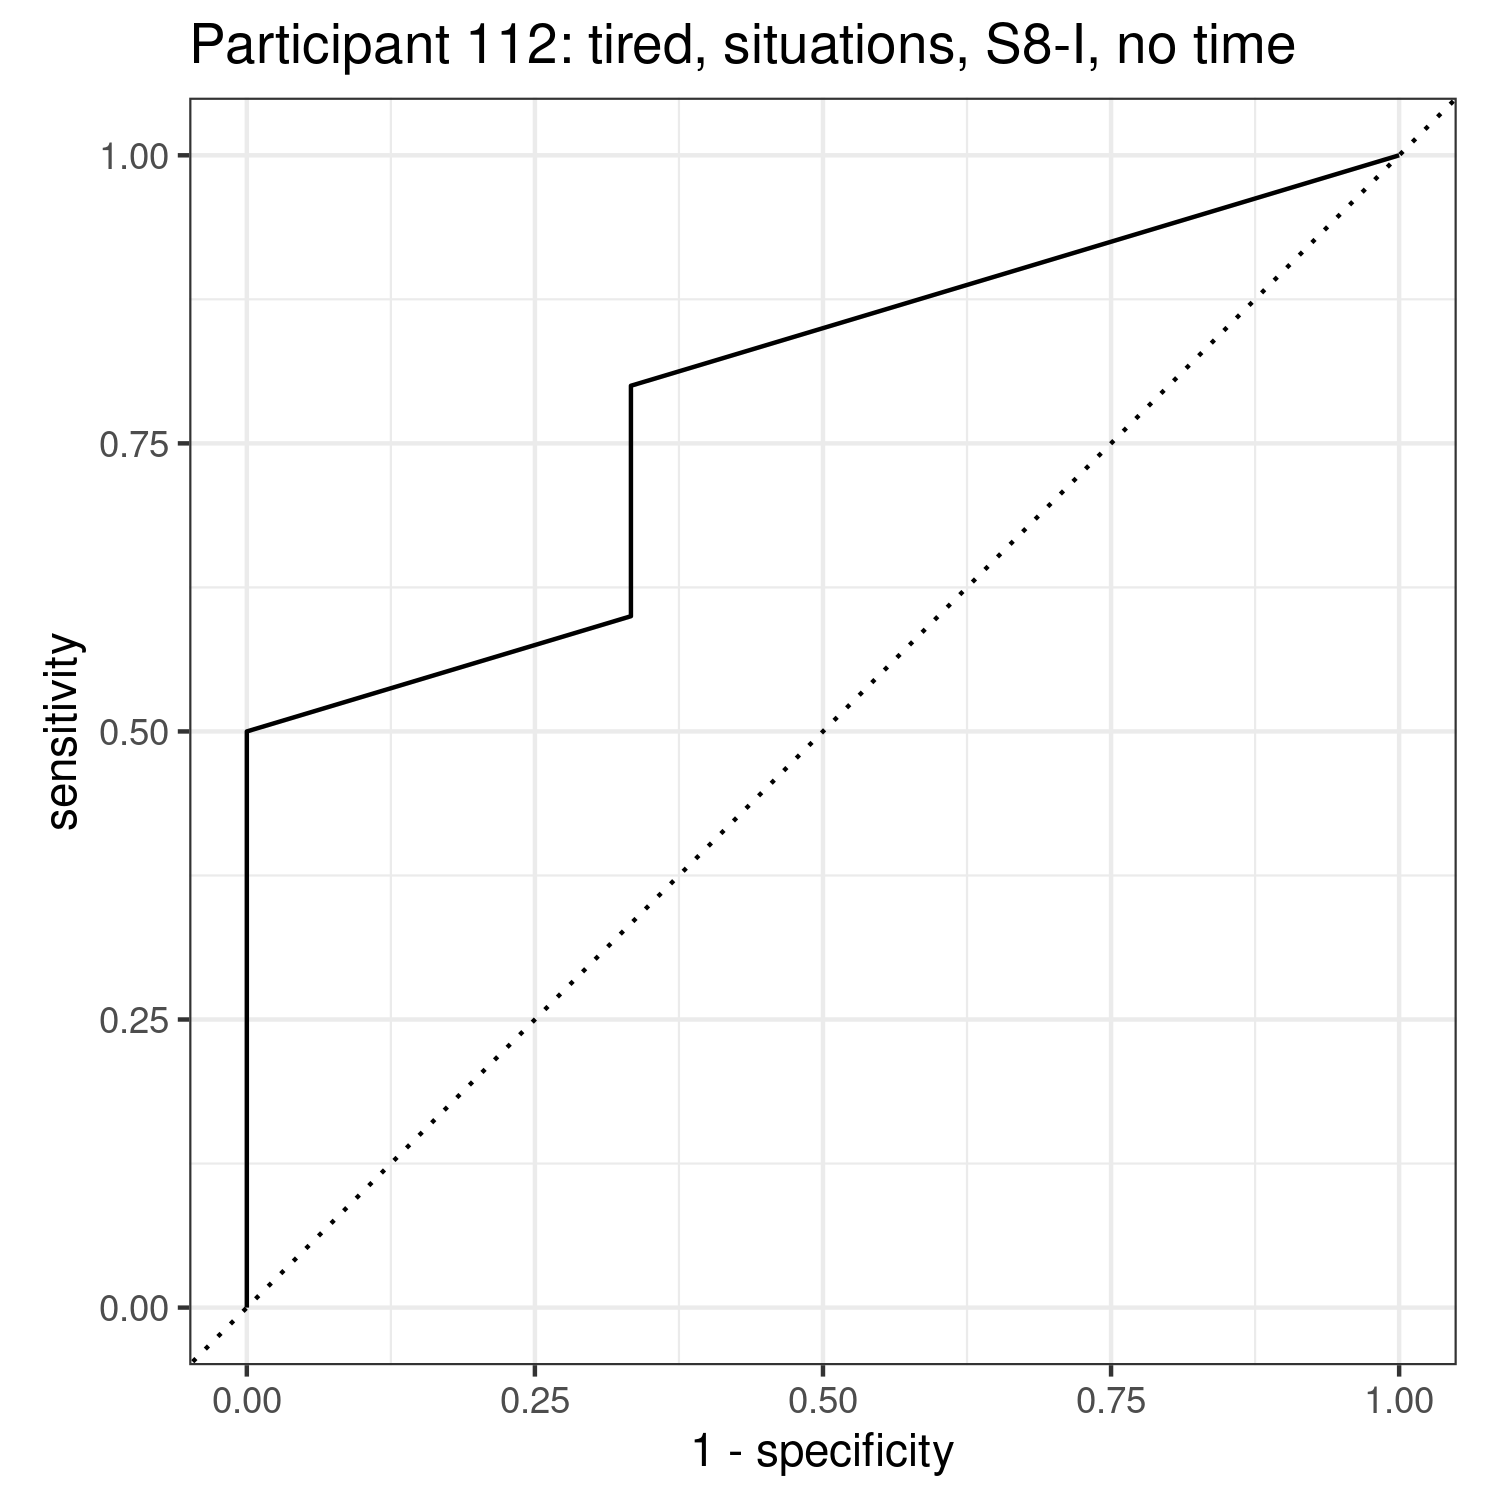 Participant 112: tired, situations, S8-I, no time
1.00
0.75
0.50
0.25
0.00
sensitivity
0.00 0.25 0.50 0.75 1.00
1 - specificity